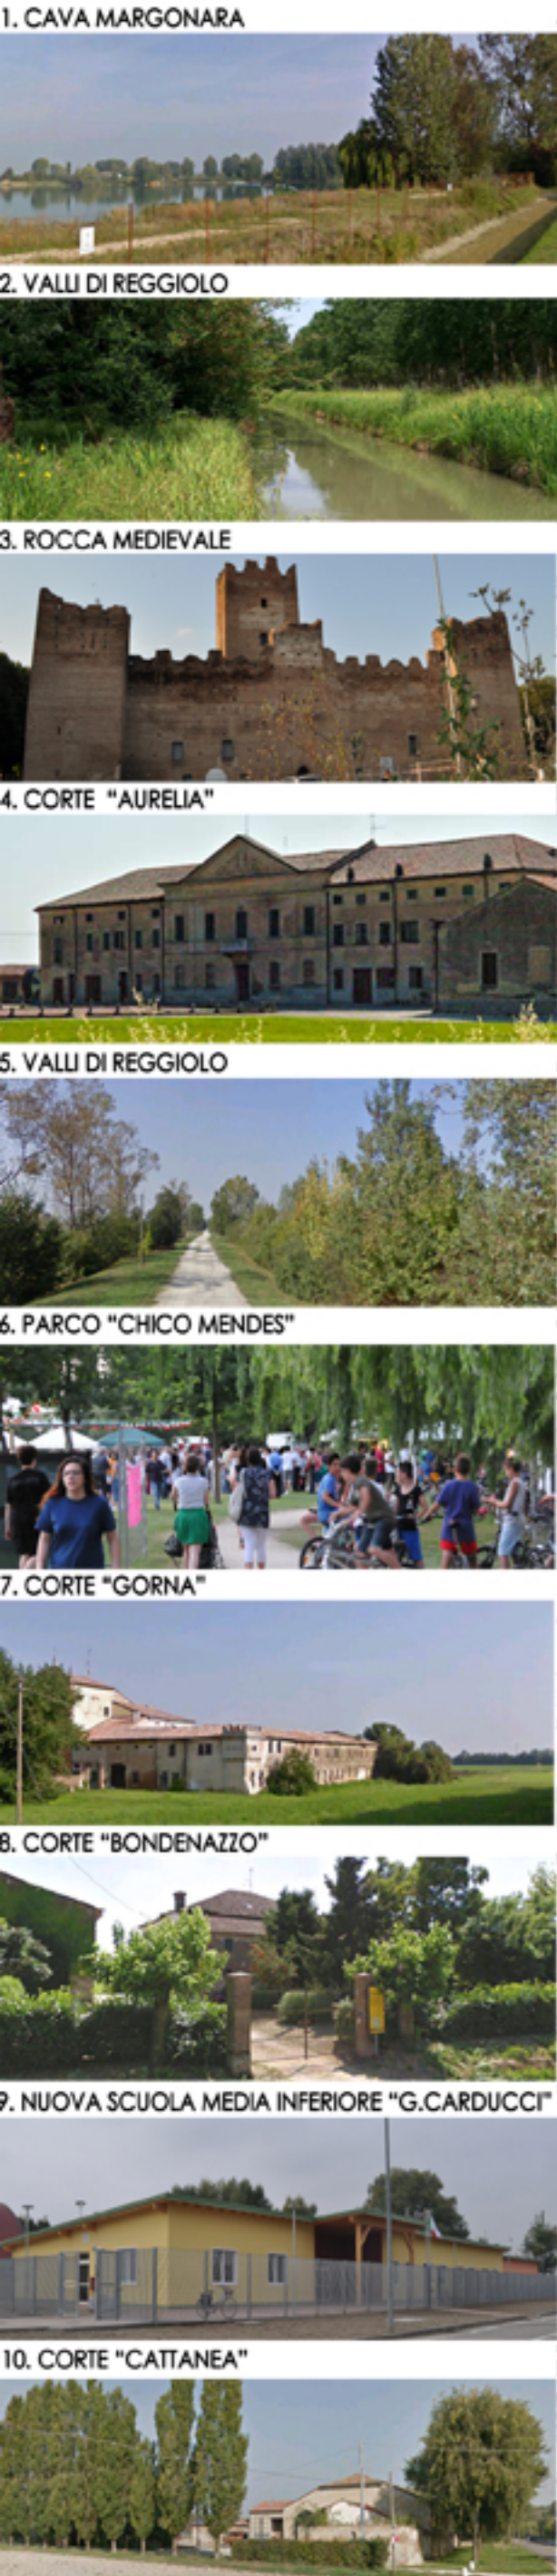 1. CAVA MARGONARA
2. VALLI DI REGGIOLO
3. ROCCA MEDIEVALE
4. CORTE “AURELIA”
5. VALLI DI REGGIOLO
6. PARCO “CHICO MENDES”
7. CORTE “GORNA”
8. CORTE “BONDENAZZO”
9. NUOVA SCUOLA MEDIA INFERIORE “G.CARDUCCI”
10. CORTE “CATTANEA”